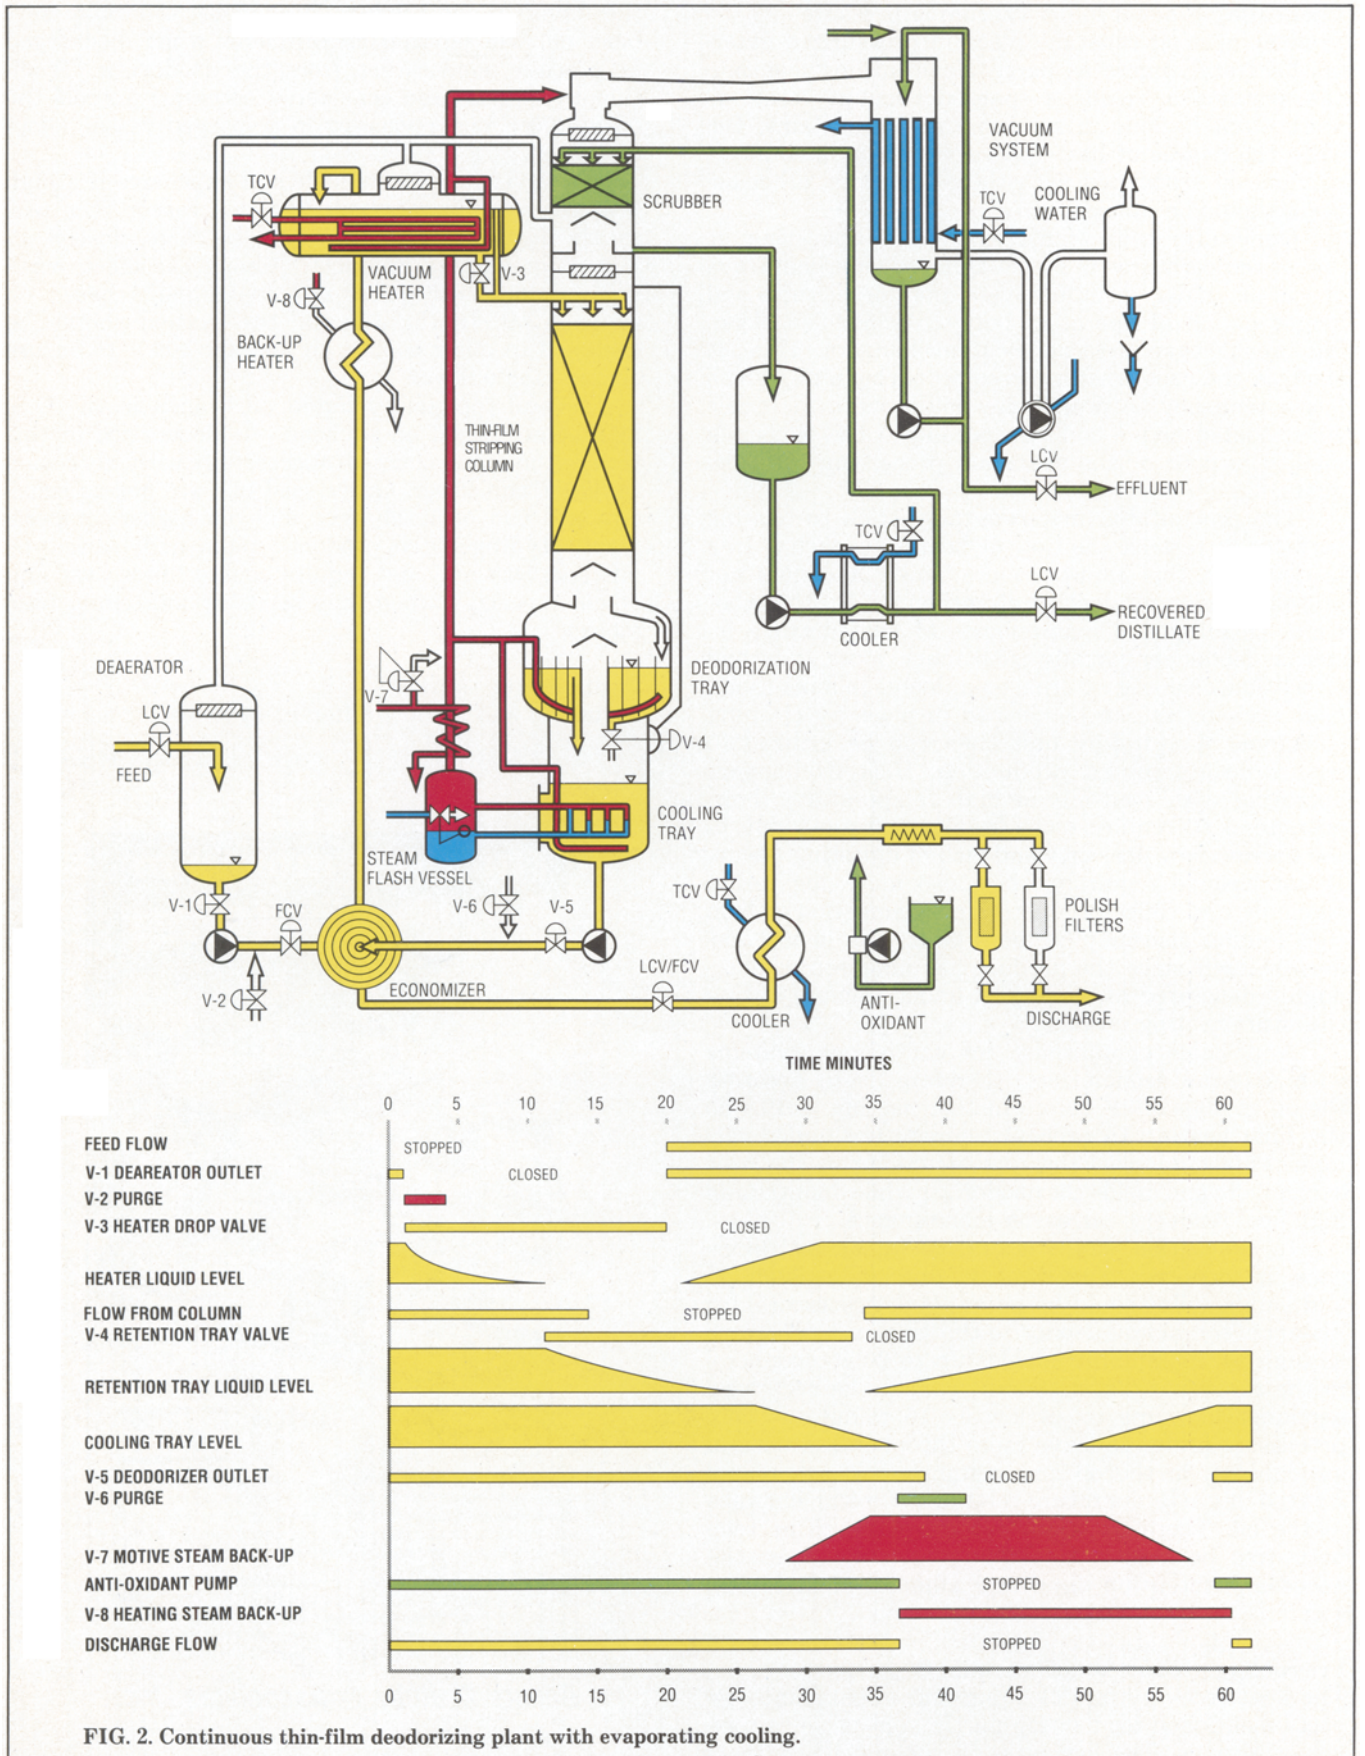 VACUUM
SYSTEM
TCV
SCRUBBER
TCV
COOLING
WATER
VACUUM
HEATER
V-3
V-8
BACK-UP
HEATER
THIN-FILM
STRIPPING
COLUMN
LCV
EFFLUENT
TCV
LCV
RECOVERED
DISTILLATE
COOLER
DEAERATOR
DEODORIZATION
TRAY
V-7
LCV
V-4
FEED
COOLING
TRAY
STEAM
FLASH VESSEL
TCV
V-1
FCV
V-6
V-5
POLISH
FILTERS
LCV/FCV
V-2
ECONOMIZER
COOLER
ANTI-
OXIDANT
DISCHARGE
TIME MINUTES
0 5 10 15 20 25 30 35 40 45 50 55 60
FEED FLOW STOPPED
V-1 DEAREATOR OUTLET CLOSED
V-2 PURGE
V-3 HEATER DROP VALVE CLOSED
HEATER LIQUID LEVEL
FLOW FROM COLUMN STOPPED
V-4 RETENTION TRAY VALVE CLOSED
RETENTION TRAY LIQUID LEVEL
COOLING TRAY LEVEL
V-5 DEODORIZER OUTLET CLOSED
V-6 PURGE
V-7 MOTIVE STEAM BACK-UP
ANTI-OXIDANT PUMP STOPPED
V-8 HEATING STEAM BACK-UP
DISCHARGE FLOW STOPPED
0 5 10 15 20 25 30 35 40 45 50 55 60
FIG. 2. Continuous thin-film deodorizing plant with evaporating cooling.